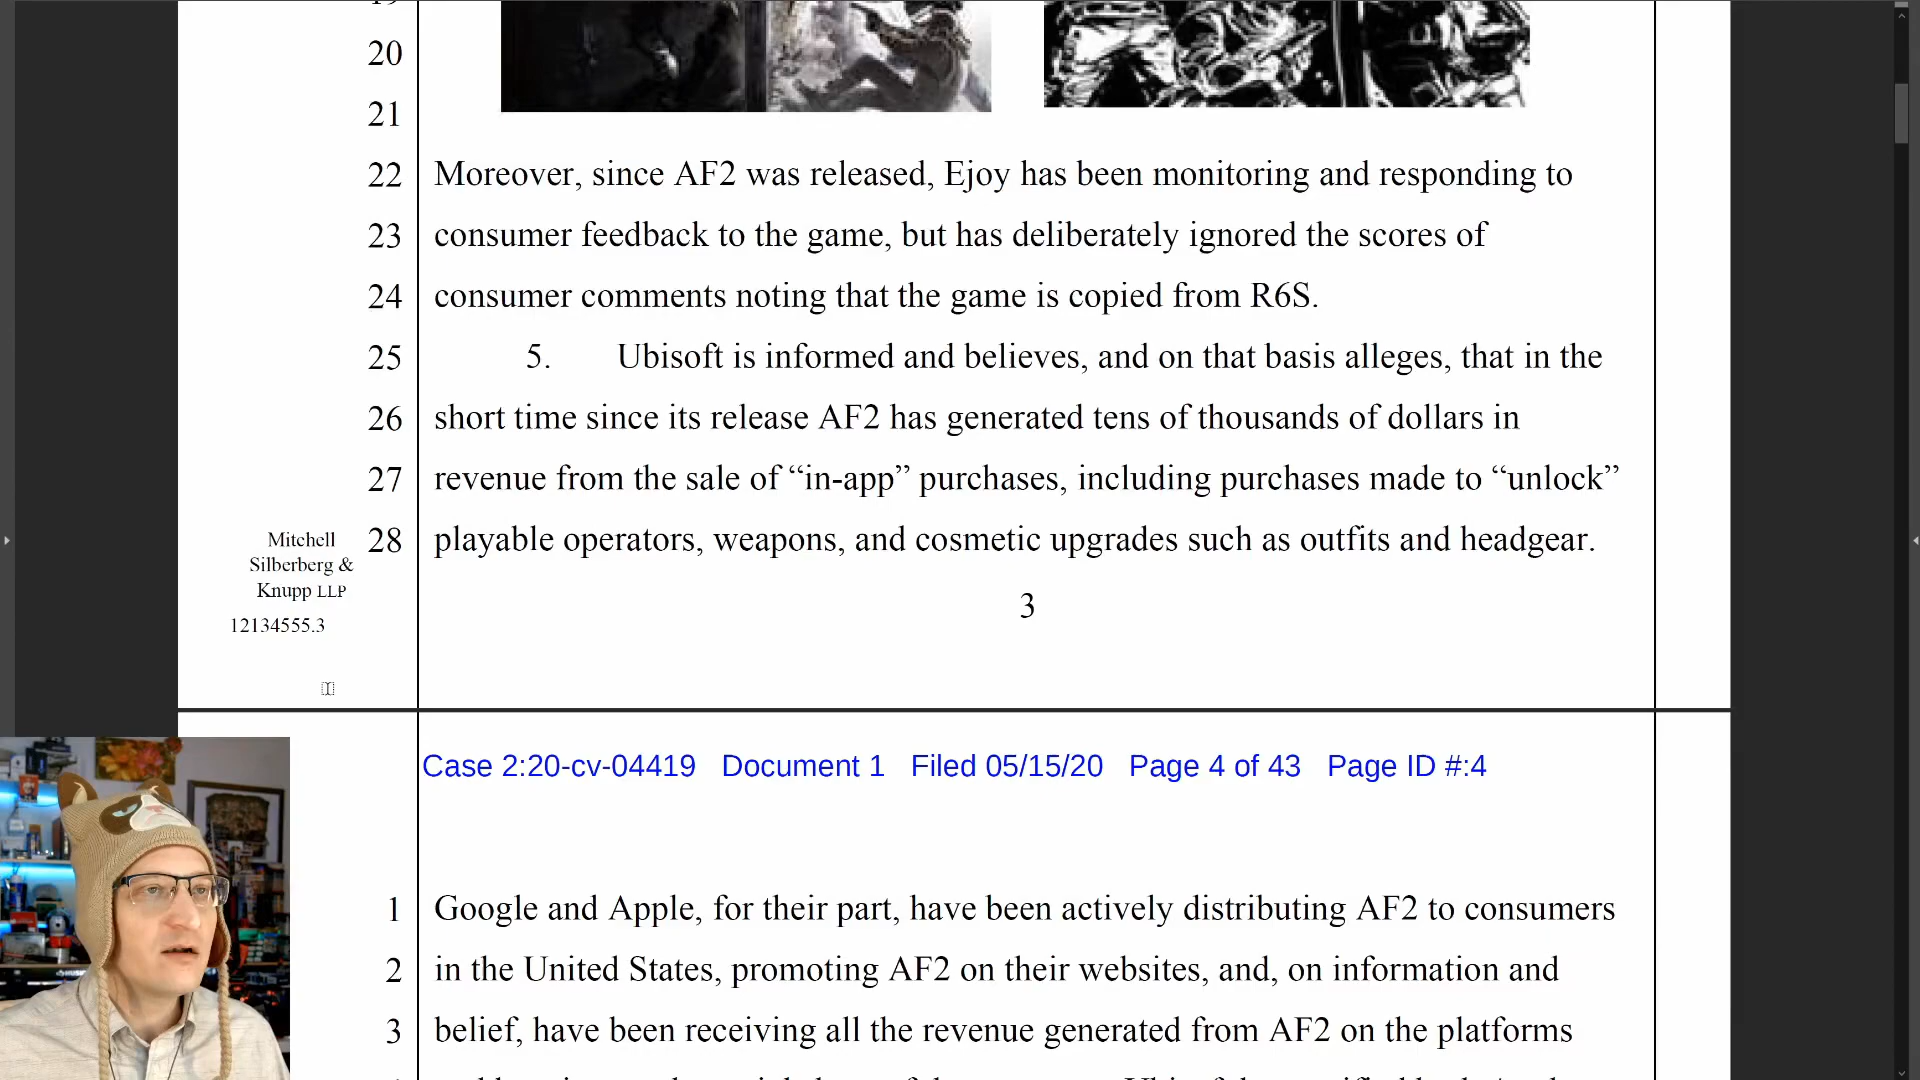 20
21
22 Moreover, since AF2 was released, Ejoy has been monitoring and responding to
23 consumer feedback to the game, but has deliberately ignored the scores of
24 consumer comments noting that the game is copied from R6S.
25 5. Ubisoft is informed and believes, and on that basis alleges, that in the
26 short time since its release AF2 has generated tens of thousands of dollars in
27 revenue from the sale of “in-app” purchases, including purchases made to “unlock”
28 playable operators, weapons, and cosmetic upgrades such as outfits and headgear.
Mitchell
Silberberg &
Knupp LLP
12134555.3
3
Case 2:20-cv-04419 Document 1 Filed 05/15/20 Page 4 of 43 Page ID #:4
1 Google and Apple, for their part, have been actively distributing AF2 to consumers
2 in the United States, promoting AF2 on their websites, and, on information and
3 belief, have been receiving all the revenue generated from AF2 on the platforms